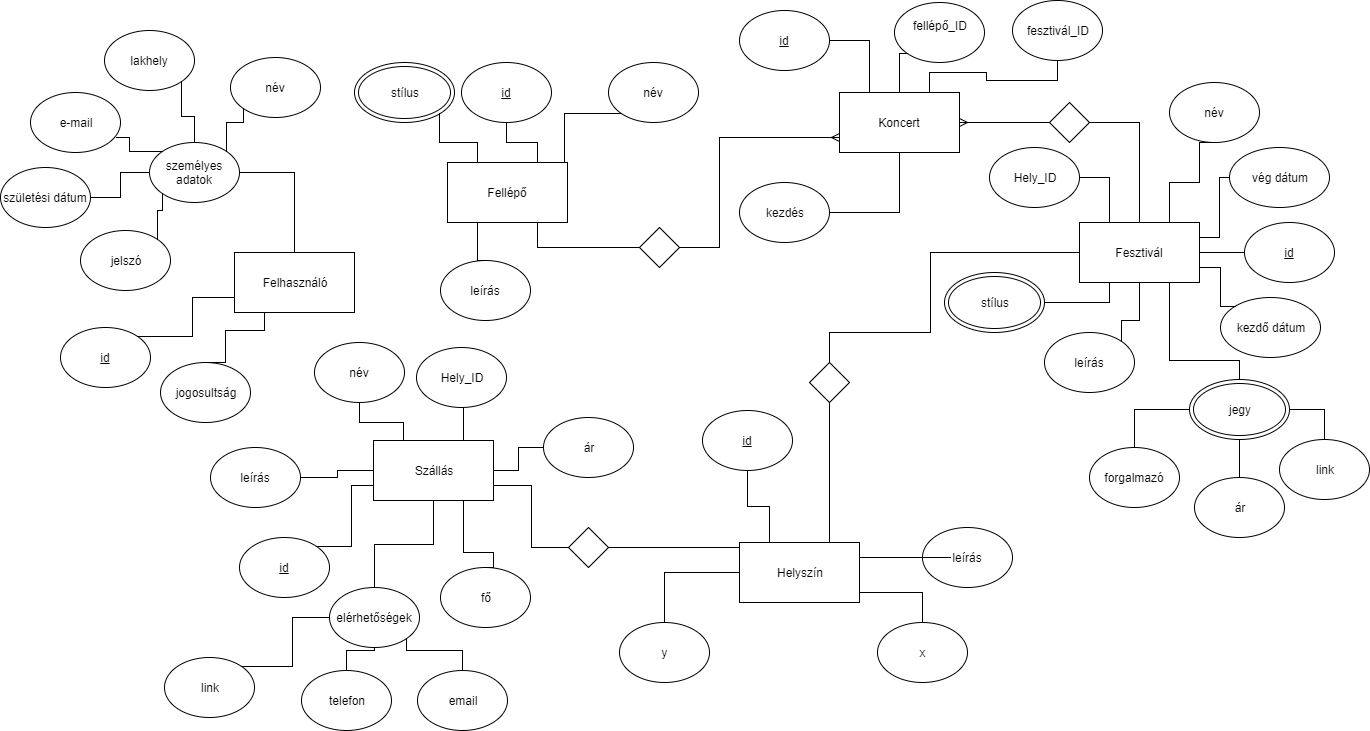 id
fellépő_ID
fesztivál_ID
lakhely
név
stílus
id
név
e-mail
Koncert
név
személyes
adatok
Fellépő
Hely_ID
vég dátum
születési dátum
kezdés
jelszó
Felhasználó
leírás
Fesztivál
id
stílus
kezdő dátum
id
jogosultság
név
Hely_ID
leírás
jegy
leírás
Szállás
ár
id
forgalmazó
ár
link
id
fő
Helyszín
leírás
elérhetőségek
y
x
link
telefon
email